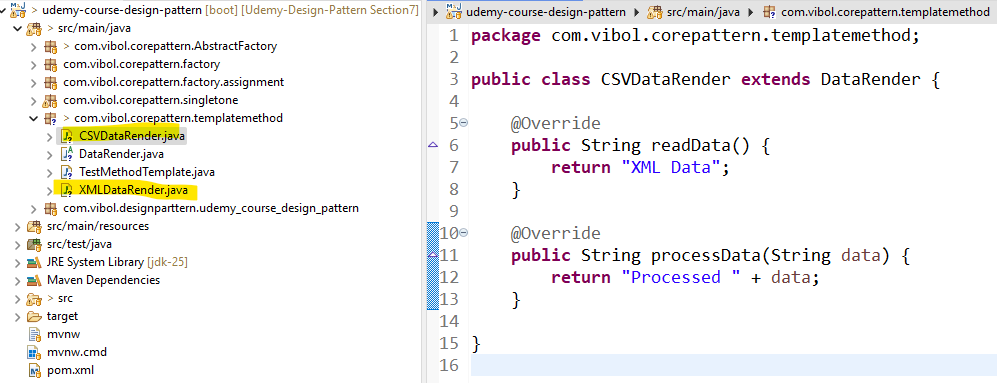 udemy-course-design-pattern [boot] [Udemy-Design-Pattern Section7]
> src/main/java
> com.vibol.corepattern.AbstractFactory
com.vibol.corepattern.factory
com.vibol.corepattern.factory.assignment
com.vibol.corepattern.singletone
> com.vibol.corepattern.templatemethod
CSVDataRender.java
DataRender.java
TestMethodTemplate.java
XMLDataRender.java
com.vibol.designparttern.udemy_course_design_pattern
src/main/resources
src/test/java
JRE System Library [jdk-25]
Maven Dependencies
> src
target
mvnw
mvnw.cmd
pom.xml
udemy-course-design-pattern src/main/java com.vibol.corepattern.templatemethod
1 package com.vibol.corepattern.templatemethod;
2
3 public class CSVDataRender extends DataRender {
4
5 @Override
6 public String readData() {
7 return "XML Data";
8 }
9
10 @Override
11 public String processData(String data) {
12 return "Processed " + data;
13 }
14
15 }
16